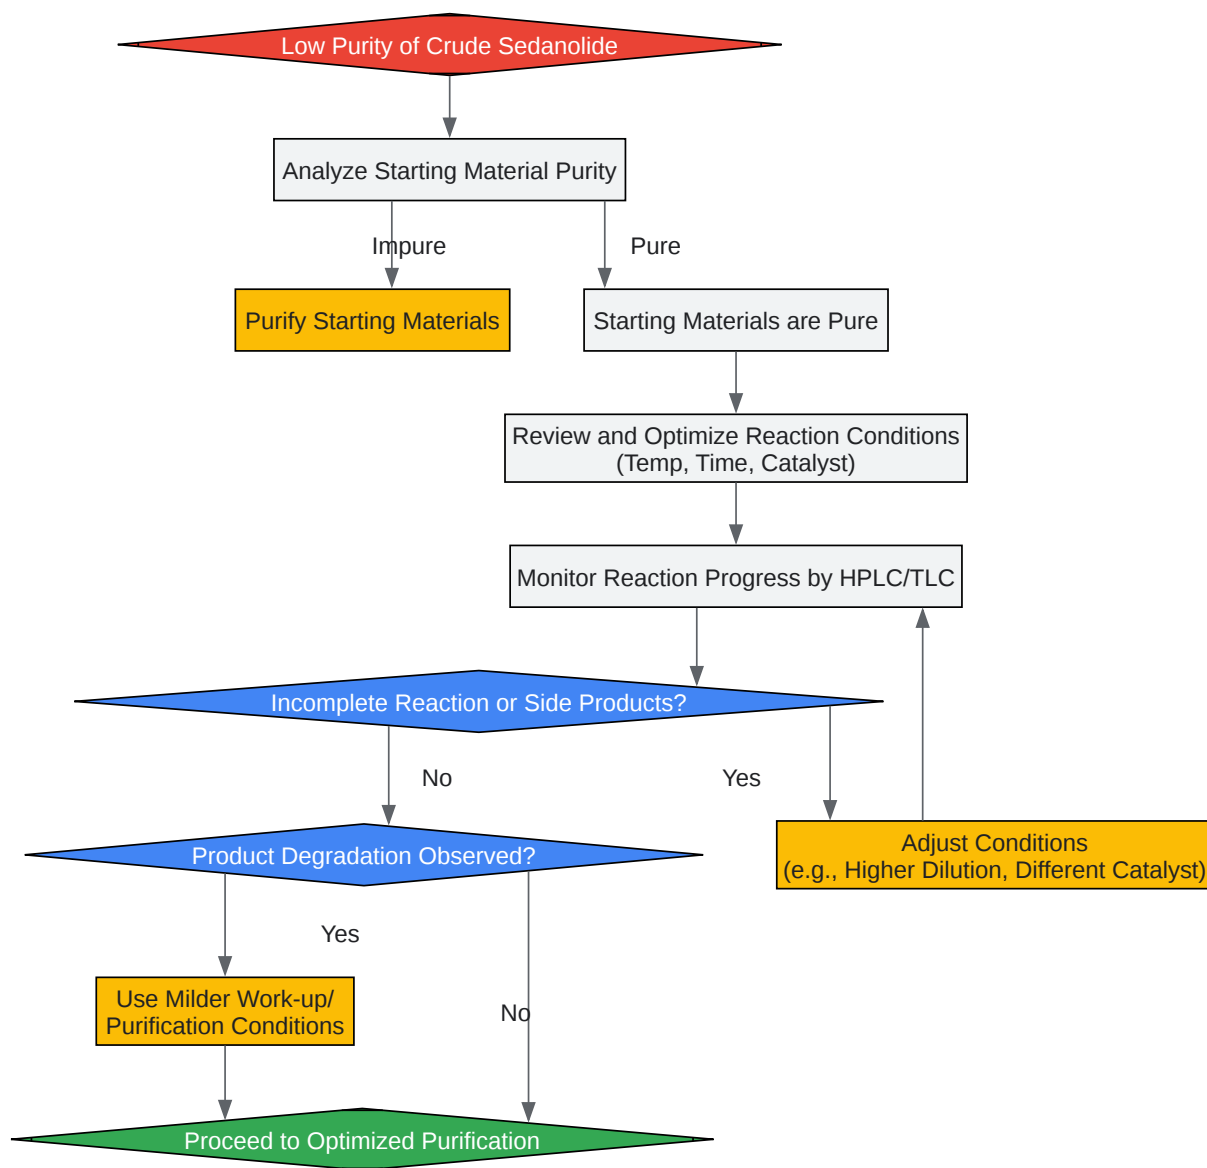 Low Purity of Crude Sedanolide
Analyze Starting Material Purity
Impure
Pure
Purify Starting Materials
Starting Materials are Pure
Review and Optimize Reaction Conditions
(Temp, Time, Catalyst)
Monitor Reaction Progress by HPLC/TLC
Incomplete Reaction or Side Products?
No
Yes
Adjust Conditions
(e.g., Higher Dilution, Different Catalyst)
Product Degradation Observed?
Yes
No
Use Milder Work-up/
Purification Conditions
Proceed to Optimized Purification